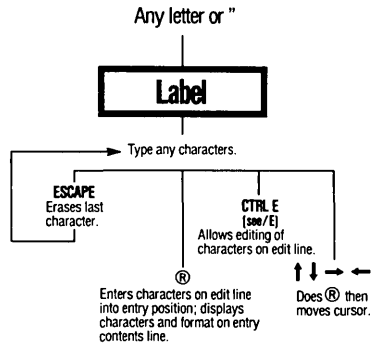 Any letter or ”
Label
Type any characters.
ESCAPE
Erases last
character.
CTRL E
[see/E]
Allows editing of
characters on edit line.
®
Enters characters on edit line
into entry position; displays
characters and format on entry
contents line.
↑ ↓ → ←
Does ® then
moves cursor.